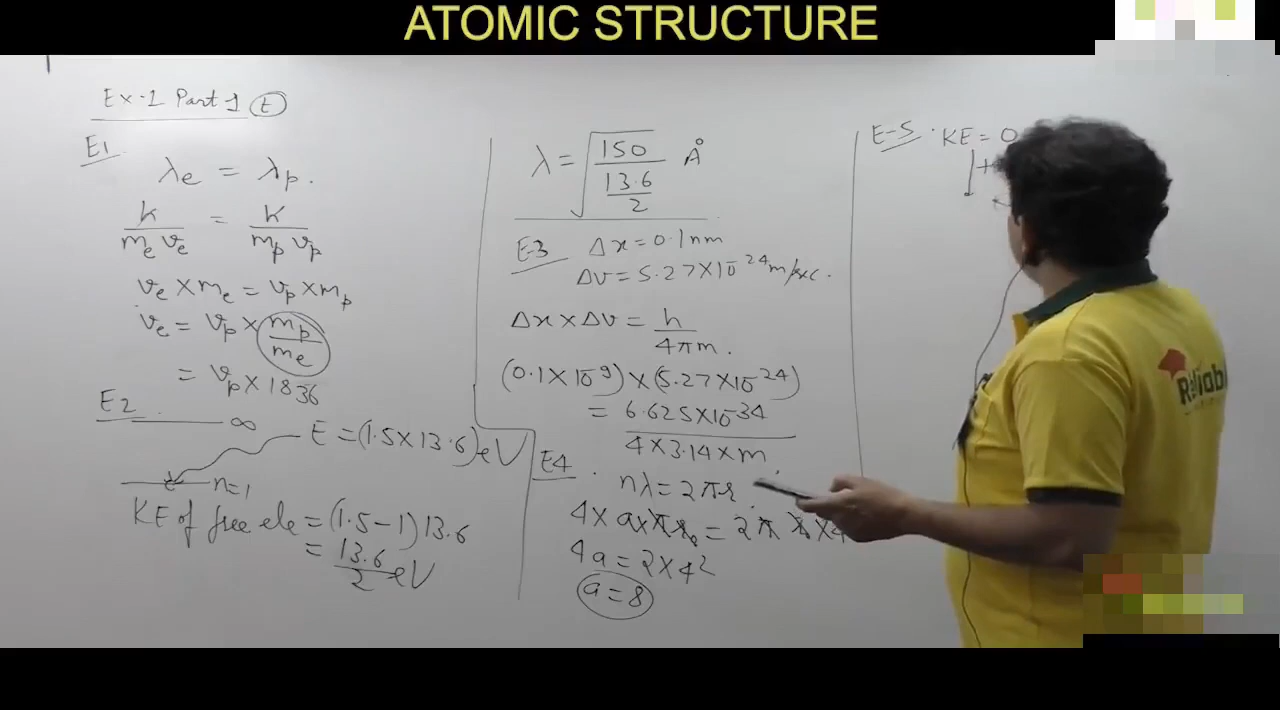 ATOMIC STRUCTURE
Ex-1 Part 1 (E)
E1
λe = λp.
h/(me ve) = h/(mp vp)
ve × me = vp × mp
ve = vp × mp/me
= vp × 1836
E2
∞
E = (1.5×13.6)eV
n=1
KE of free ele = (1.5-1)13.6
= 13.6/2 eV
λ = √(150/(13.6/2)) Å
E-3 Δx = 0.1nm
ΔV = 5.27×10^24 m/sec.
Δx × ΔV = h/(4πm).
(0.1×10^9) × (5.27×10^24)
= 6.625×10^34
4×3.14×m
E4
nλ = 2πr
4a = 2×4²
a = 8
E-5 KE = 0